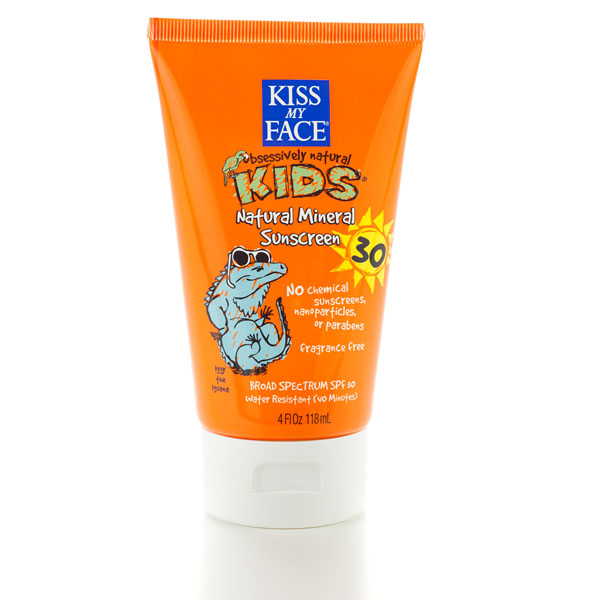 KISS
MY
FACE®
obsessively natural
KIDS®
Natural Mineral
Sunscreen
30
NO chemical
sunscreens,
nanoparticles,
or parabens
fragrance free
the
iguana
BROAD SPECTRUM SPF 30
Water Resistant (40 Minutes)
4 Fl Oz 118 mL